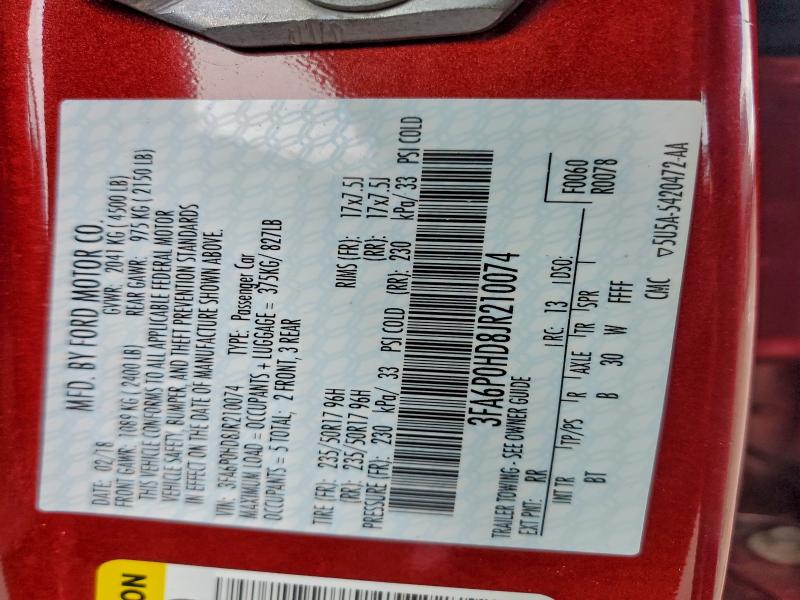 MFD. BY FORD MOTOR CO.
DATE: 02/18 GVWR: 2041 KG ( 4500 LB)
FRONT GAWR: 1089 KG ( 2400 LB) REAR GAWR: 975 KG ( 2150 LB)
THIS VEHICLE CONFORMS TO ALL APPLICABLE FEDERAL MOTOR
VEHICLE SAFETY, BUMPER, AND THEFT PREVENTION STANDARDS
IN EFFECT ON THE DATE OF MANUFACTURE SHOWN ABOVE.
VIN: 3FA6P0HD8JR210074 TYPE: Passenger Car
MAXIMUM LOAD = OCCUPANTS + LUGGAGE = 375KG/ 827LB
OCCUPANTS = 5 TOTAL; 2 FRONT, 3 REAR
TIRE (FR): 235/50R17 96H RIMS (FR): 17x7.5J
(RR): 235/50R17 96H (RR): 17x7.5J
PRESSURE (FR): 230 kPa/ 33 PSI COLD (RR): 230 kPa/ 33 PSI COLD
3FA6P0HD8JR210074
TRAILER TOWING - SEE OWNER GUIDE
EXT PNT: RR RC: 13 DSO: F0060
R0078
INT TR TP/PS R AXLE TR SPR
BT B 30 W FFFF
CMC ▽5U5A-5420472-AA
ON